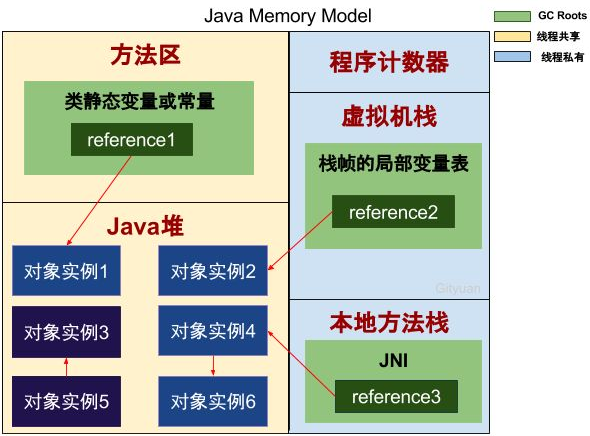 Java Memory Model
GC Roots
线程共享
线程私有
方法区
类静态变量或常量
reference1
程序计数器
虚拟机栈
栈帧的局部变量表
reference2
Gityuan
Java堆
对象实例1
对象实例2
对象实例3
对象实例4
对象实例5
对象实例6
本地方法栈
JNI
reference3